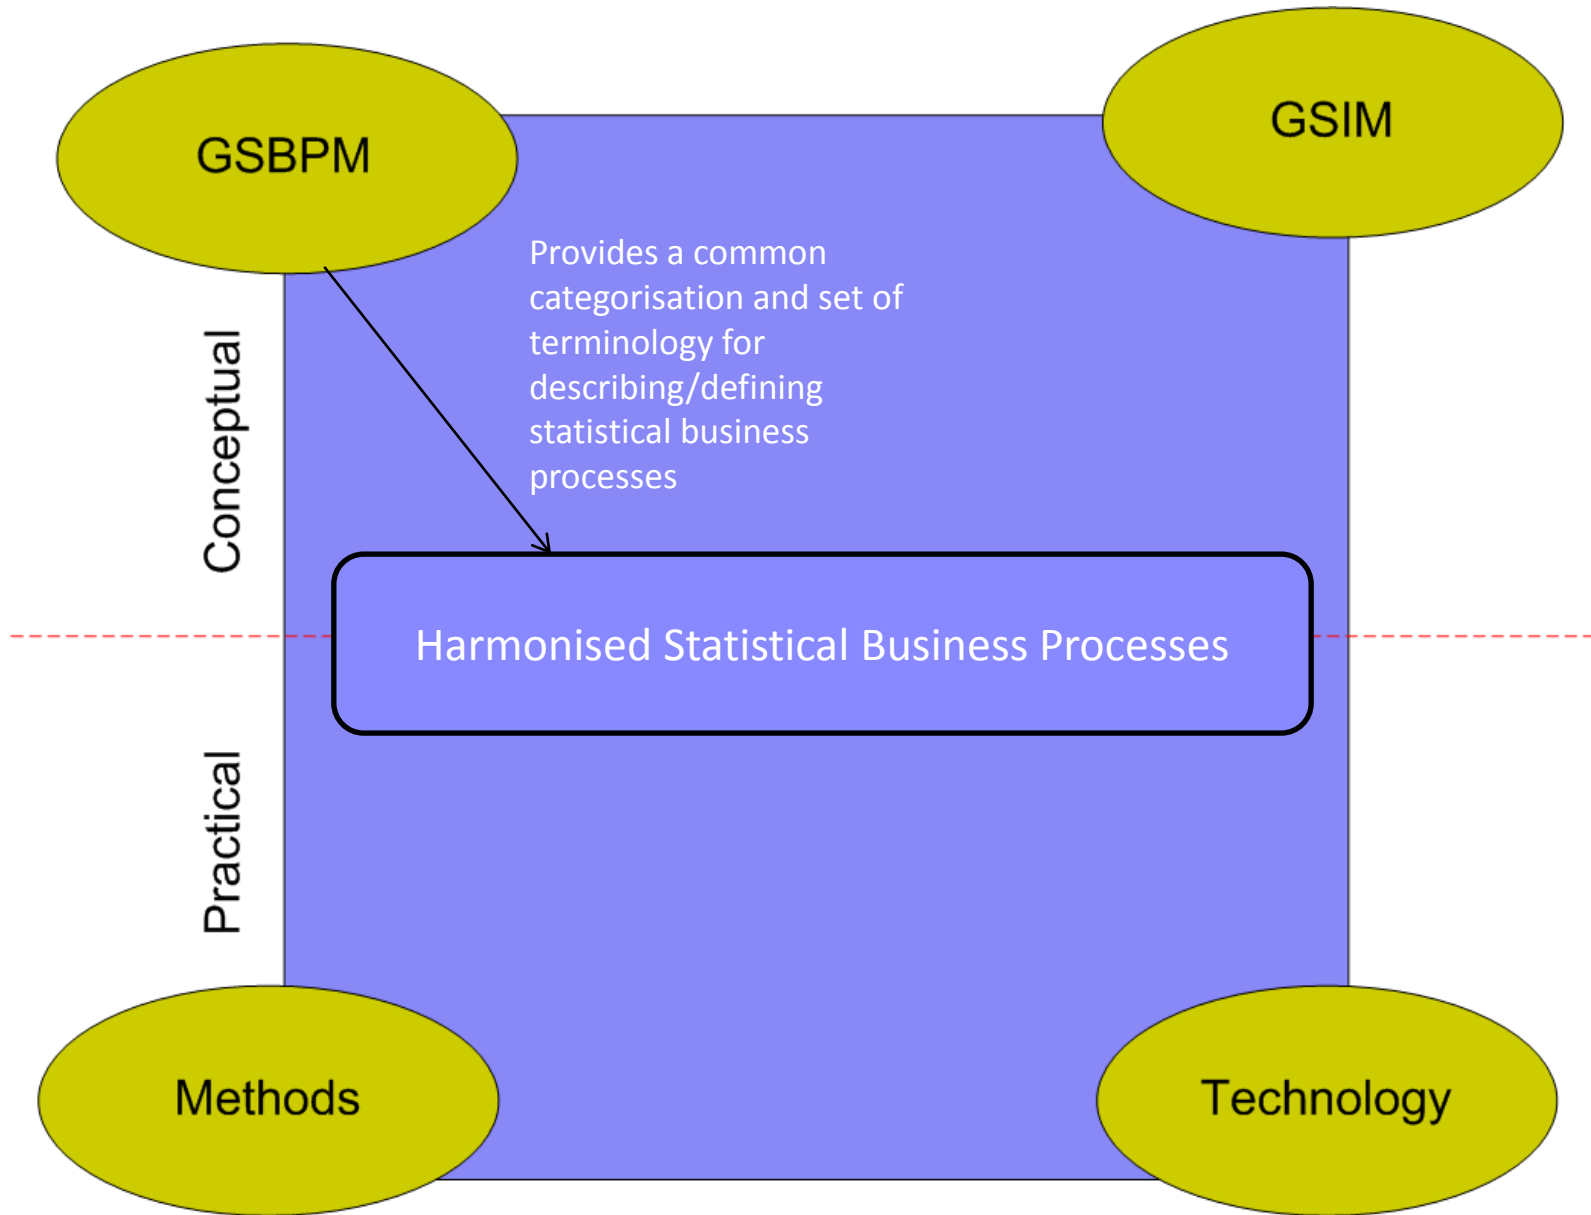 GSBPM
GSIM
Provides a common
categorisation and set of
terminology for
describing/defining
statistical business
processes
Conceptual
Harmonised Statistical Business Processes
Practical
Methods
Technology